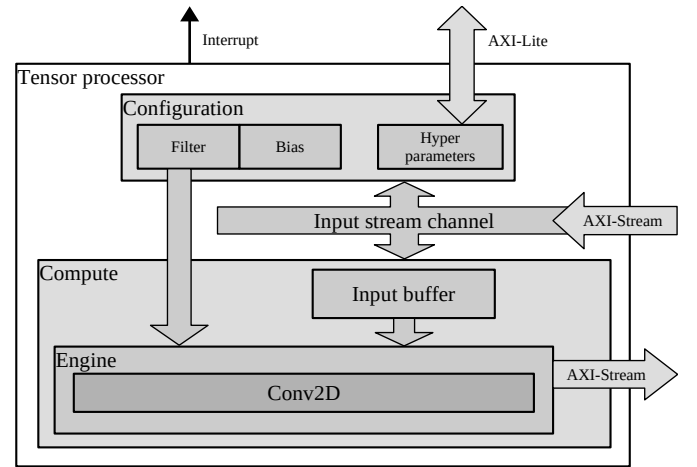 Interrupt
AXI-Lite
Tensor processor
Configuration
Filter
Bias
Hyper
parameters
Input stream channel
AXI-Stream
Compute
Input buffer
Engine
AXI-Stream
Conv2D